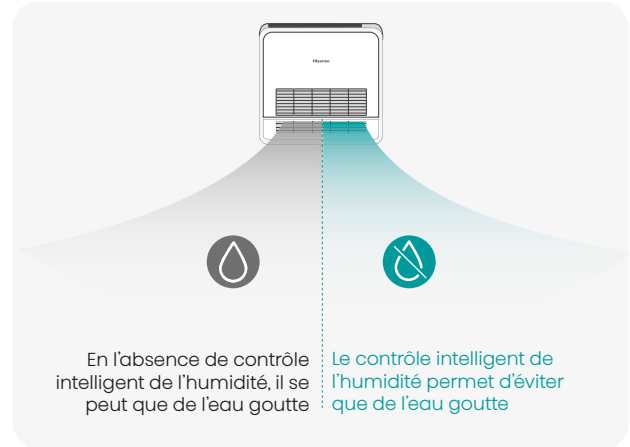 Hisense
En l'absence de contrôle
intelligent de l'humidité, il se
peut que de l'eau goutte
Le contrôle intelligent de
l'humidité permet d'éviter
que de l'eau goutte